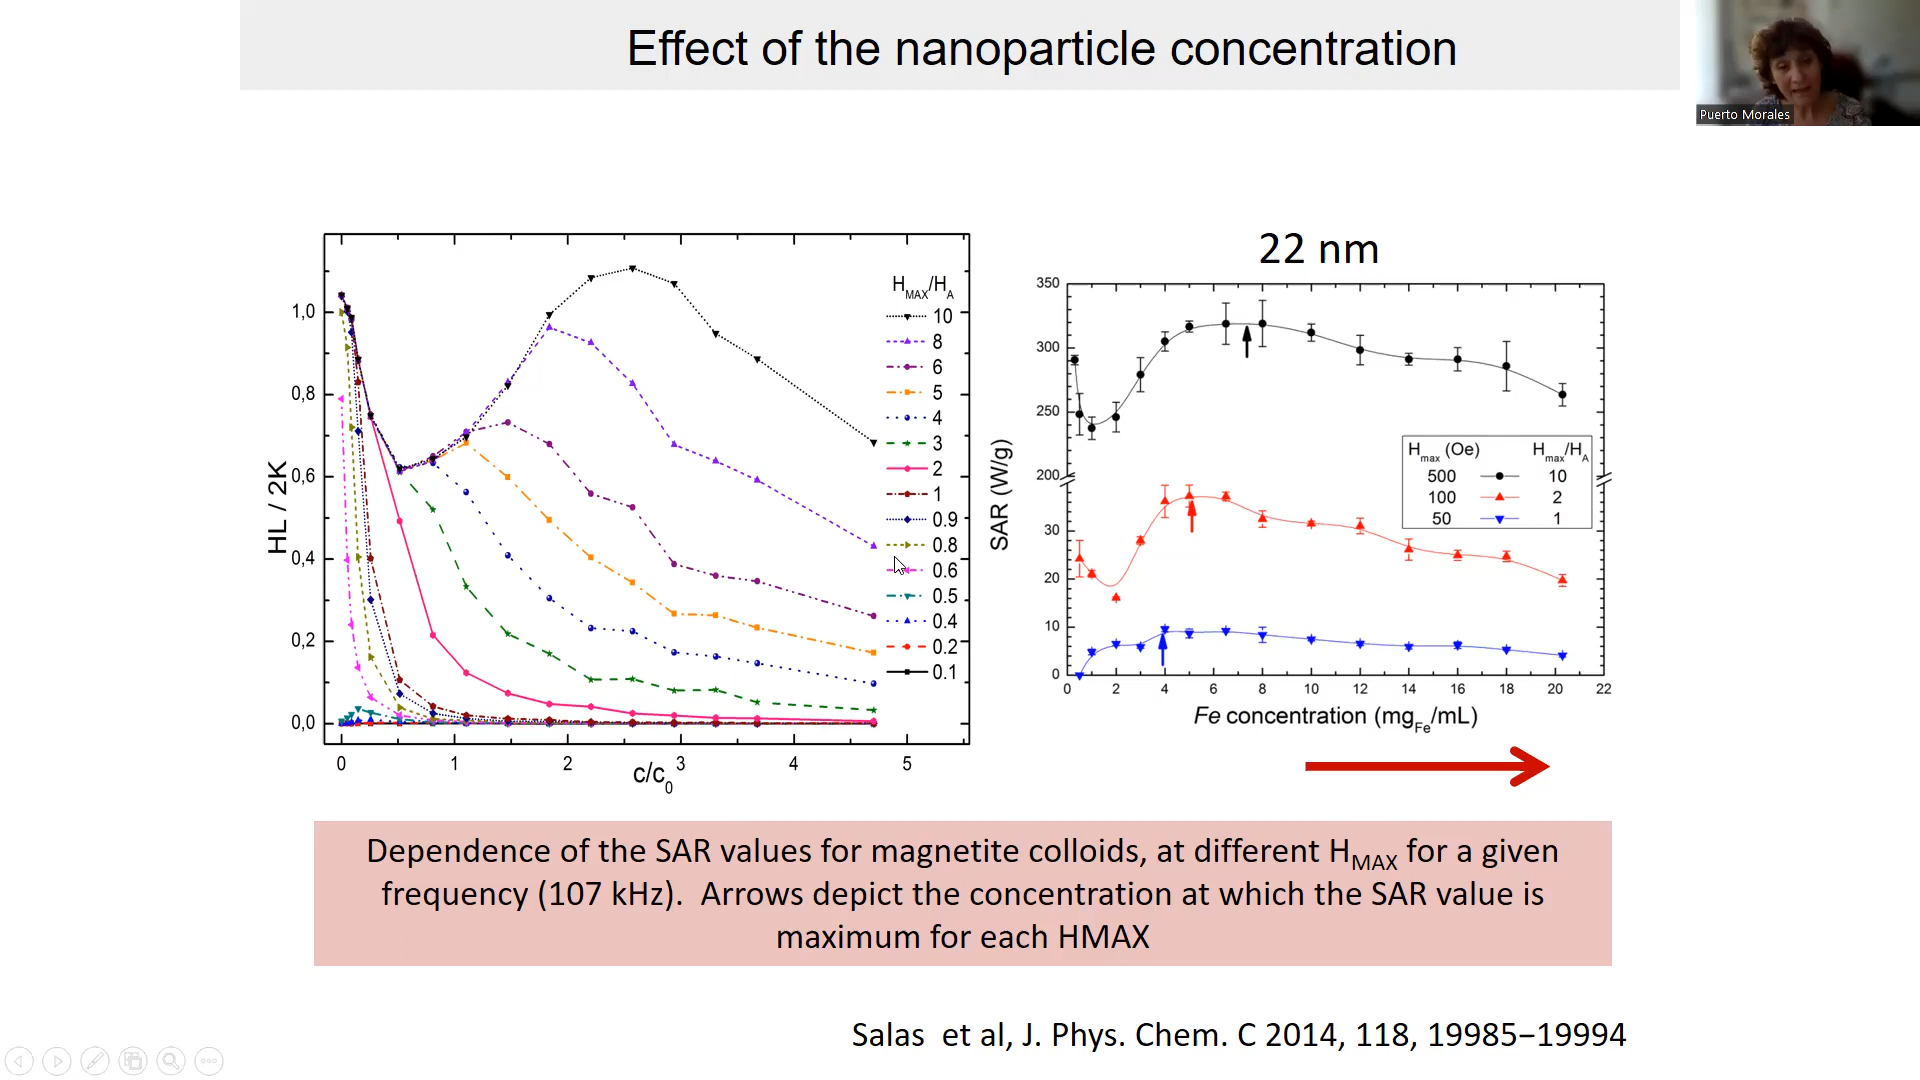 Effect of the nanoparticle concentration
Puerto Morales
HL / 2K
1,0
0,8
0,6
0,4
0,2
0,0
0
1
2
3
4
5
c/c0
HMAX/HA
10
8
6
5
4
3
2
1
0.9
0.8
0.6
0.5
0.4
0.2
0.1
22 nm
SAR (W/g)
350
300
250
200
30
20
10
0
0 2 4 6 8 10 12 14 16 18 20 22
Fe concentration (mgFe/mL)
Hmax (Oe) Hmax/HA
500 10
100 2
50 1
Dependence of the SAR values for magnetite colloids, at different HMAX for a given
frequency (107 kHz). Arrows depict the concentration at which the SAR value is
maximum for each HMAX
Salas et al, J. Phys. Chem. C 2014, 118, 19985−19994